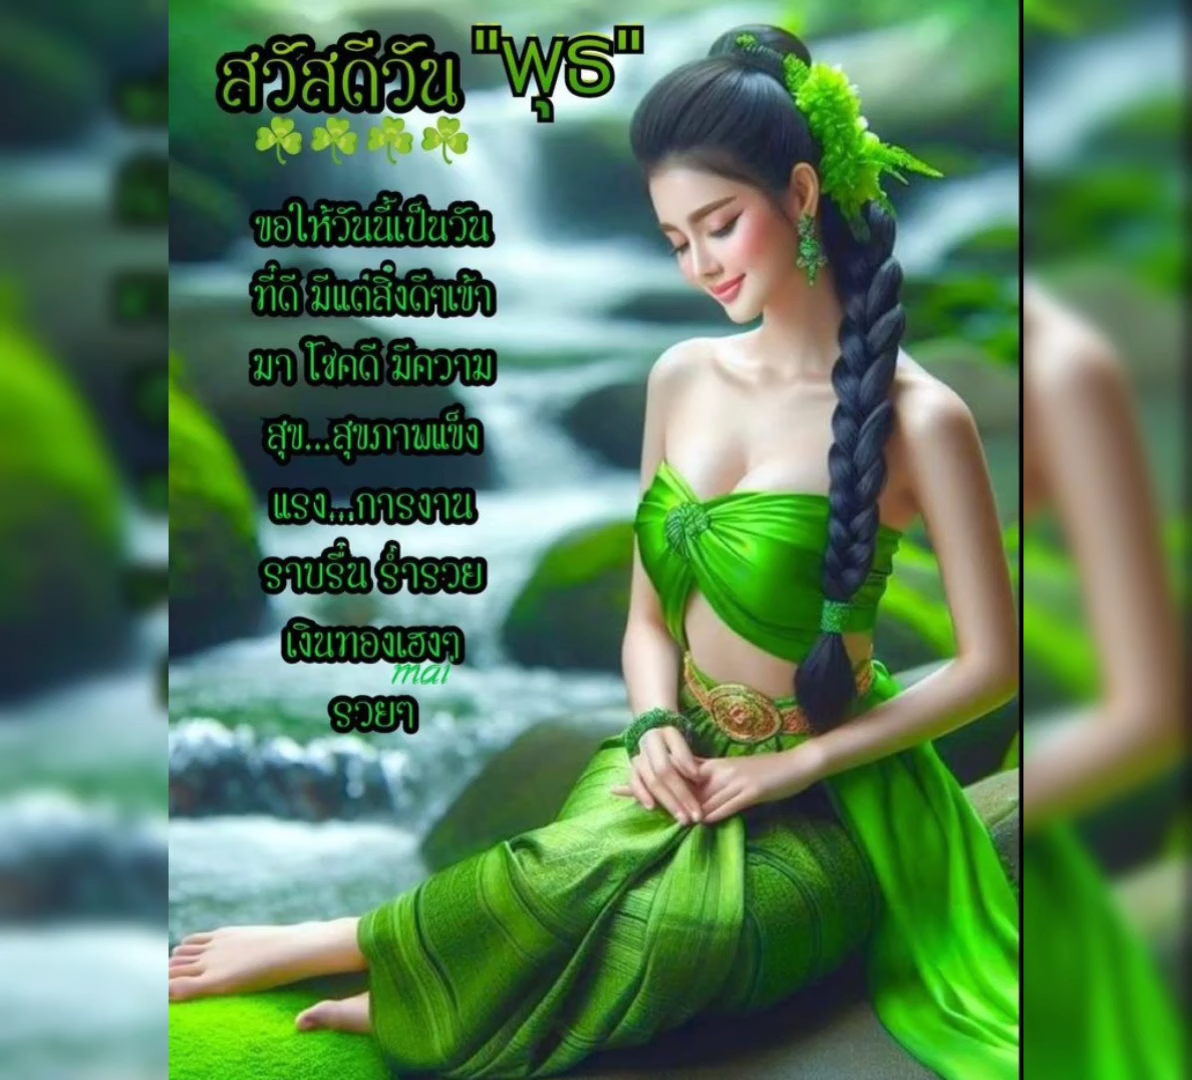 สวัสดีวัน "พุธ"
ขอให้วันนี้เป็นวัน
ที่ดี มีแต่สิ่งดีๆเข้า
มา โชคดี มีความ
สุข...สุขภาพแข็ง
แรง...การงาน
ราบรื่น ร่ำรวย
เงินทองเฮงๆ
mai
รวยๆ